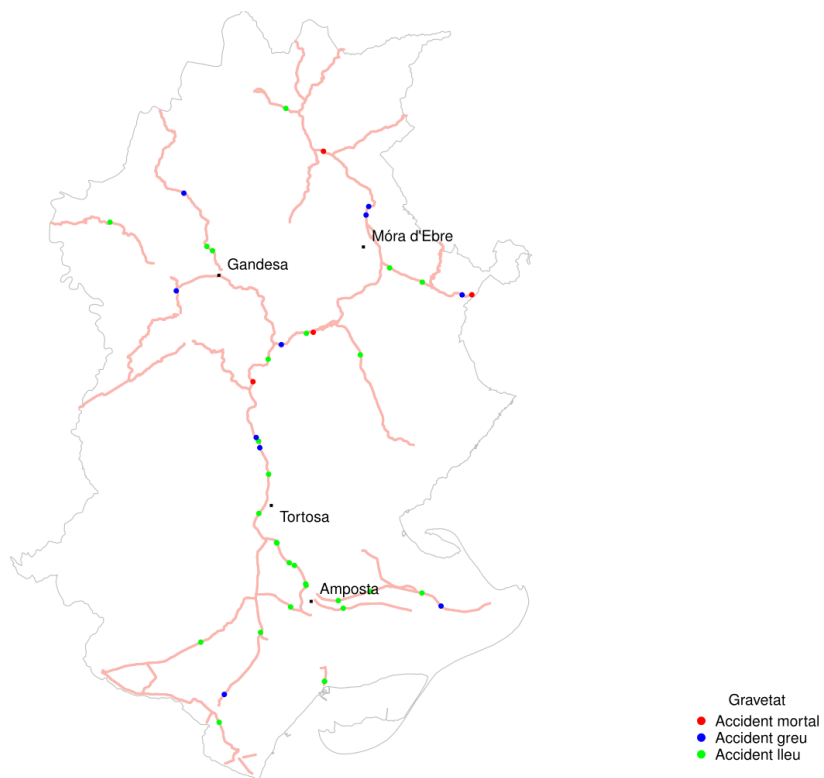 Móra d'Ebre
Gandesa
Tortosa
Amposta
Gravetat
Accident mortal
Accident greu
Accident lleu